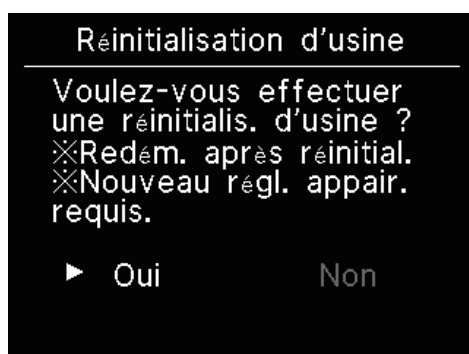 Réinitialisation d'usine
Voulez-vous effectuer
une réinitialis. d'usine ?
※Redém. après réinitial.
※Nouveau régl. appair.
requis.
► Oui Non